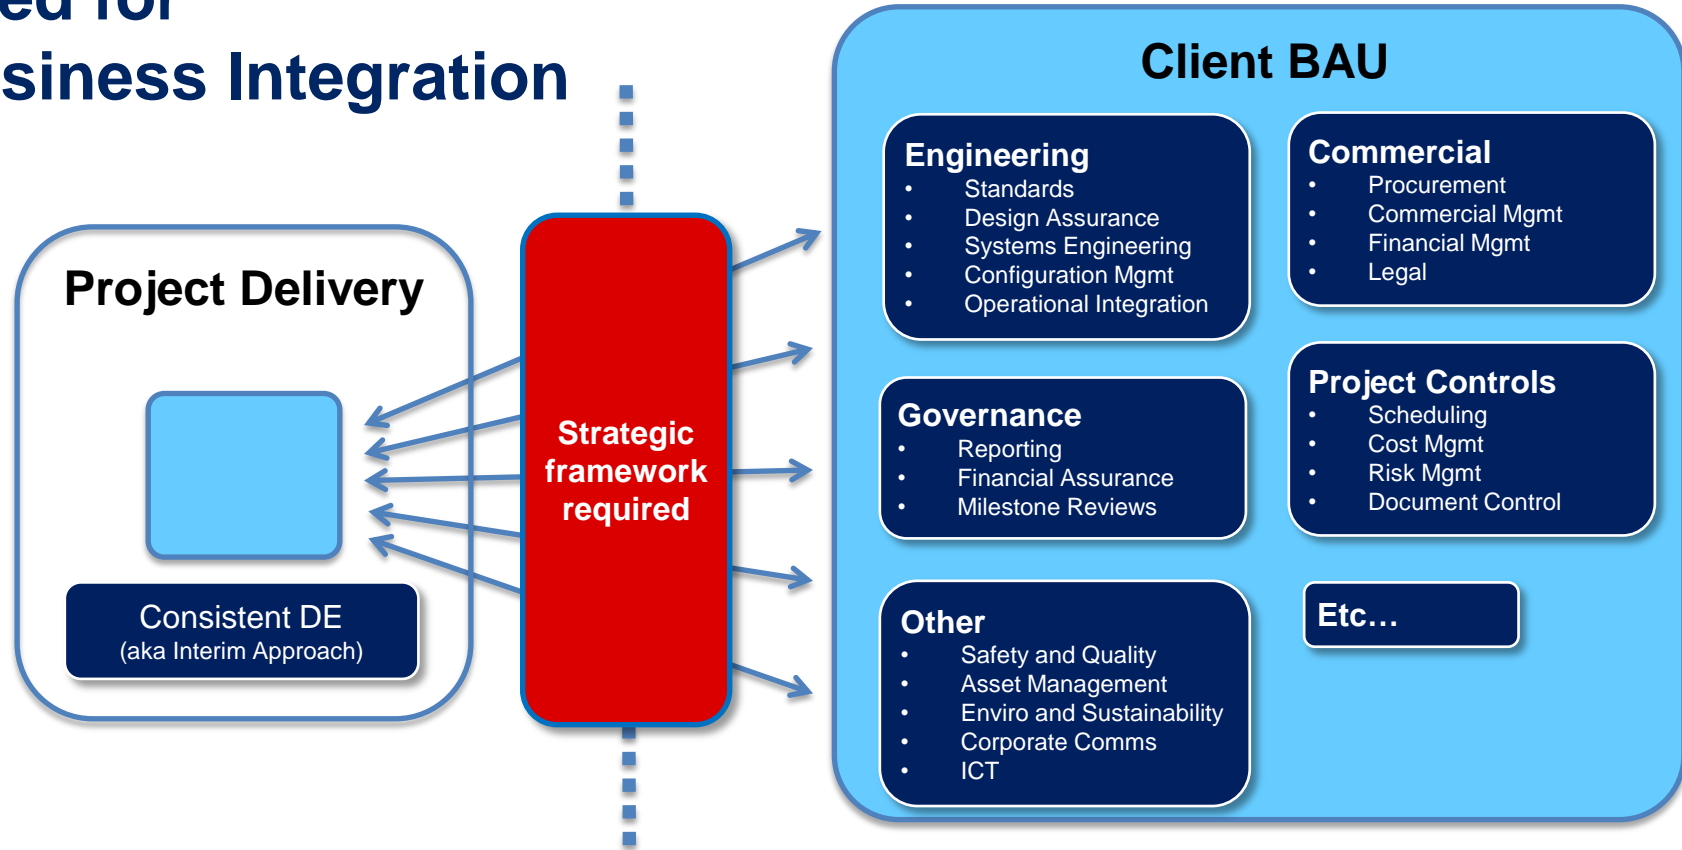 ed for
siness Integration
Client BAU
Project Delivery
Consistent DE
(aka Interim Approach)
Strategic
framework
required
Engineering
• Standards
• Design Assurance
• Systems Engineering
• Configuration Mgmt
• Operational Integration
Governance
• Reporting
• Financial Assurance
• Milestone Reviews
Other
• Safety and Quality
• Asset Management
• Enviro and Sustainability
• Corporate Comms
• ICT
Commercial
• Procurement
• Commercial Mgmt
• Financial Mgmt
• Legal
Project Controls
• Scheduling
• Cost Mgmt
• Risk Mgmt
• Document Control
Etc…